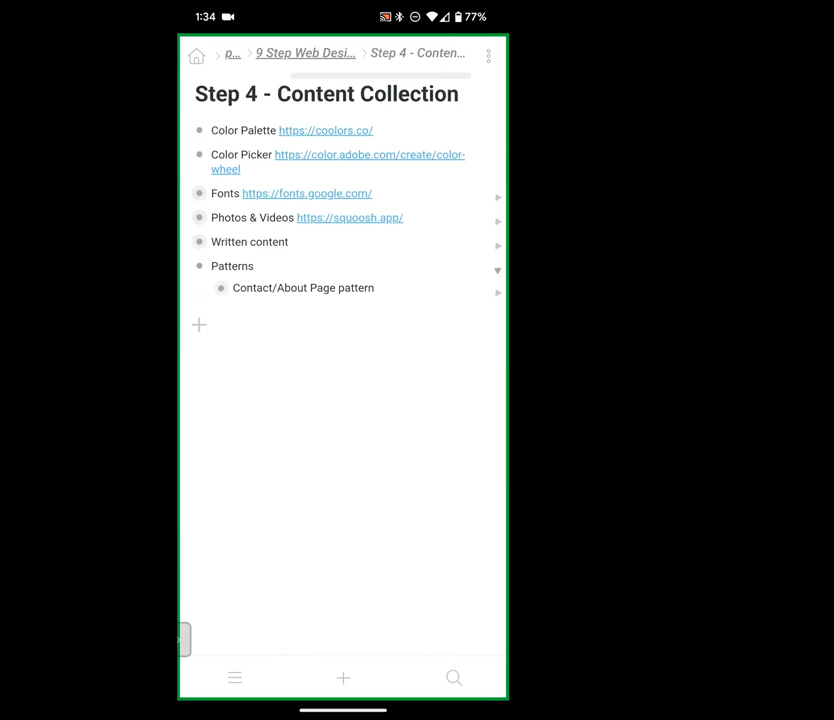 1:34
77%
p...
9 Step Web Desi...
Step 4 - Conten...
Step 4 - Content Collection
Color Palette https://coolors.co/
Color Picker https://color.adobe.com/create/color-
wheel
Fonts https://fonts.google.com/
Photos & Videos https://squoosh.app/
Written content
Patterns
Contact/About Page pattern